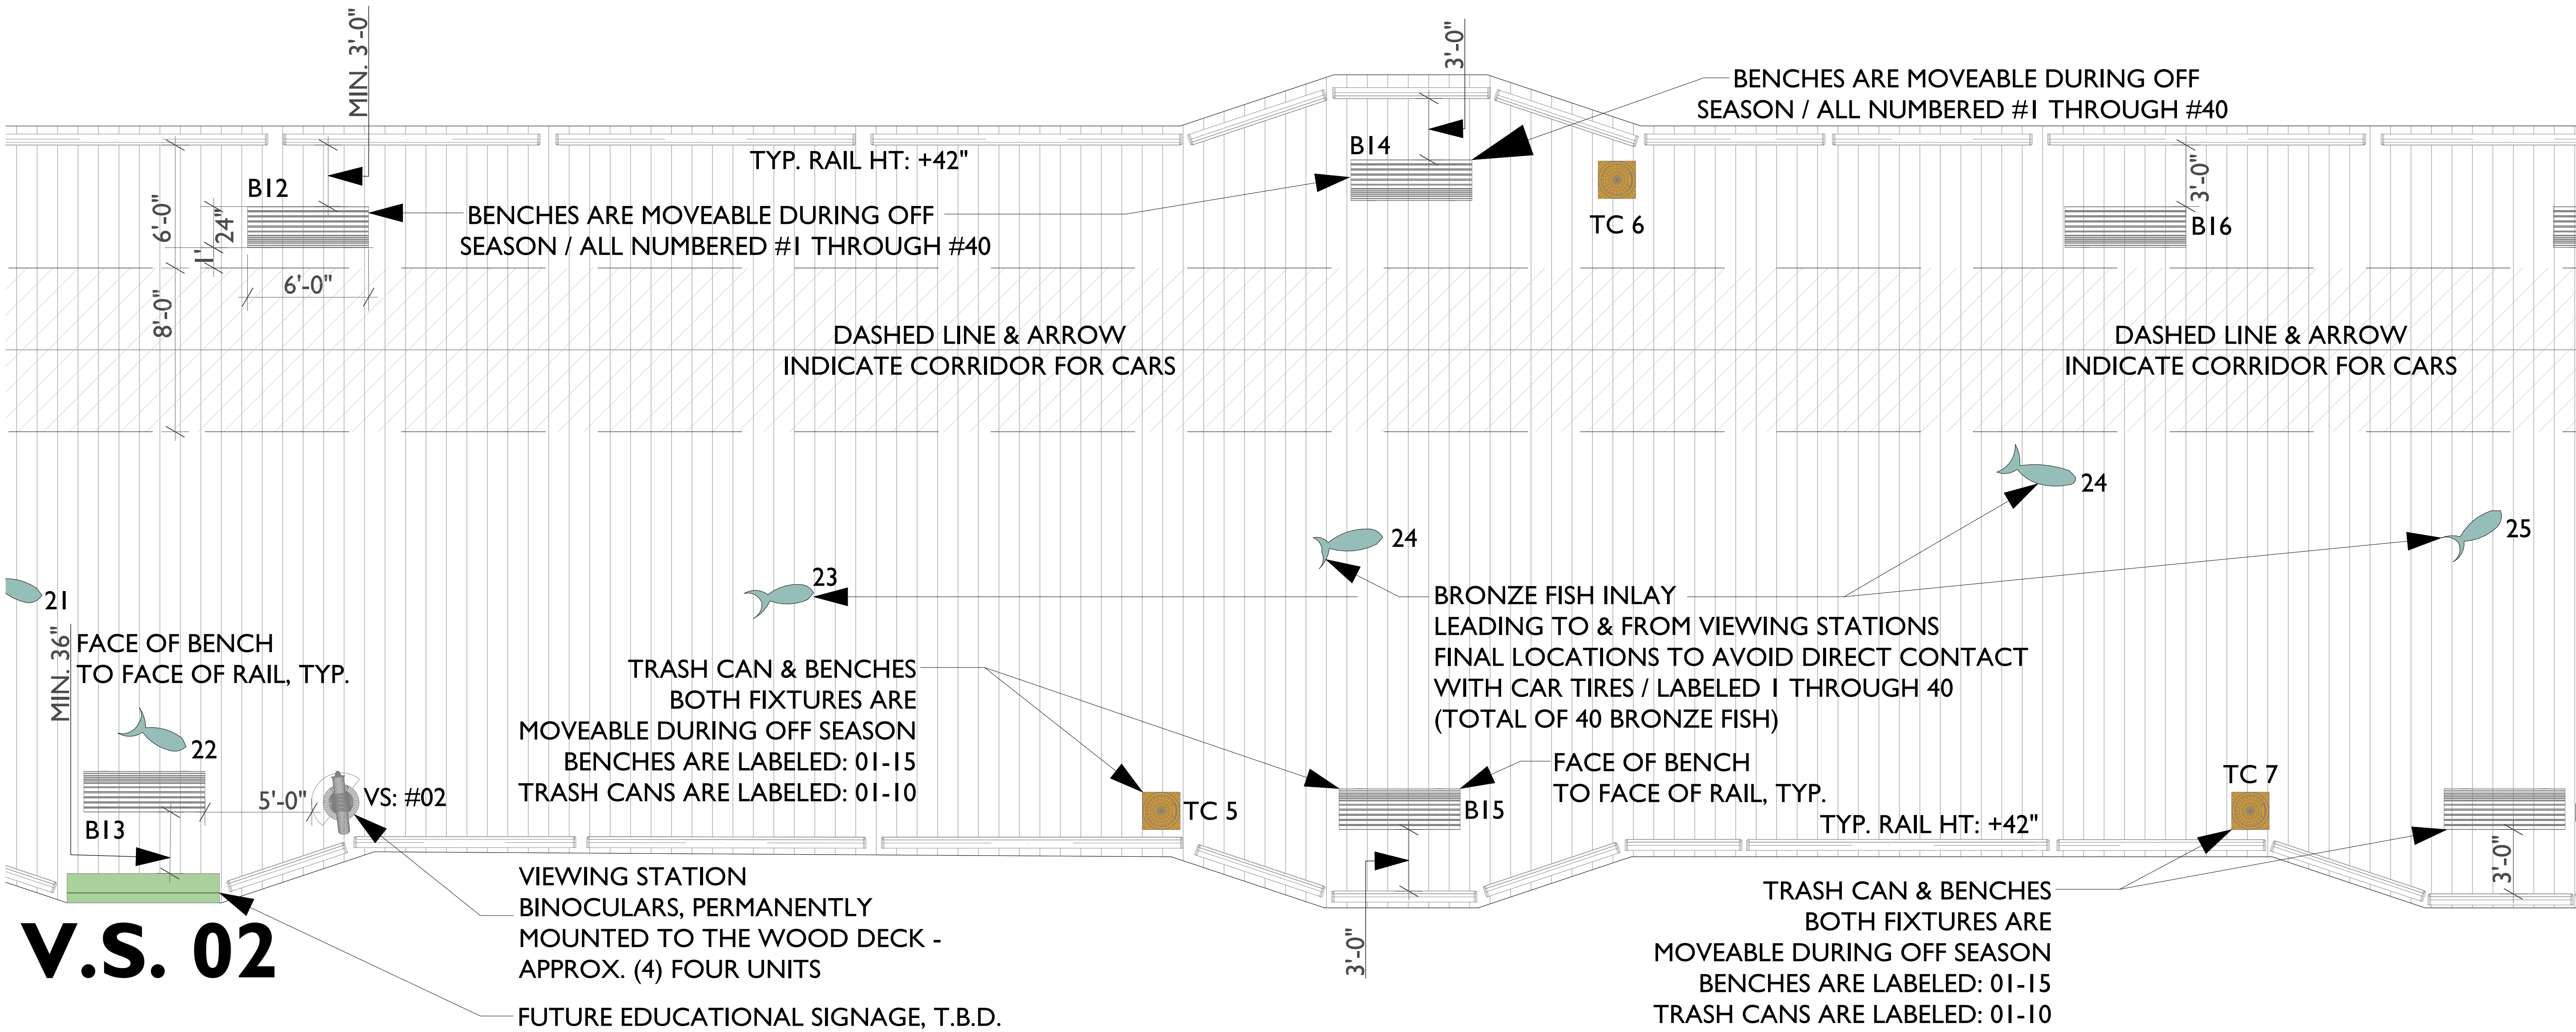 MIN. 3'-0"
3'-0"
BENCHES ARE MOVEABLE DURING OFF
SEASON / ALL NUMBERED #1 THROUGH #40
TYP. RAIL HT: +42"
B14
B12
6'-0"
24"
1'
BENCHES ARE MOVEABLE DURING OFF
SEASON / ALL NUMBERED #1 THROUGH #40
TC 6
3'-0"
B16
6'-0"
8'-0"
DASHED LINE & ARROW
INDICATE CORRIDOR FOR CARS
DASHED LINE & ARROW
INDICATE CORRIDOR FOR CARS
24
24
25
23
21
BRONZE FISH INLAY
LEADING TO & FROM VIEWING STATIONS
FINAL LOCATIONS TO AVOID DIRECT CONTACT
WITH CAR TIRES / LABELED 1 THROUGH 40
(TOTAL OF 40 BRONZE FISH)
MIN. 36"
FACE OF BENCH
TO FACE OF RAIL, TYP.
22
TRASH CAN & BENCHES
BOTH FIXTURES ARE
MOVEABLE DURING OFF SEASON
BENCHES ARE LABELED: 01-15
TRASH CANS ARE LABELED: 01-10
5'-0"
VS: #02
B13
TC 5
B15
FACE OF BENCH
TO FACE OF RAIL, TYP.
TC 7
TYP. RAIL HT: +42"
3'-0"
3'-0"
VIEWING STATION
BINOCULARS, PERMANENTLY
MOUNTED TO THE WOOD DECK -
APPROX. (4) FOUR UNITS
V.S. 02
FUTURE EDUCATIONAL SIGNAGE, T.B.D.
TRASH CAN & BENCHES
BOTH FIXTURES ARE
MOVEABLE DURING OFF SEASON
BENCHES ARE LABELED: 01-15
TRASH CANS ARE LABELED: 01-10